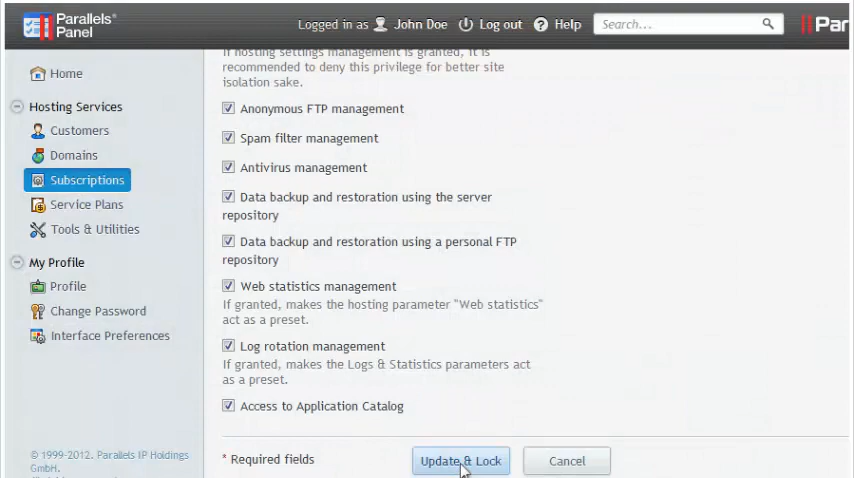 Parallels® Panel
Logged in as John Doe Log out Help Search... Par
Home
Hosting Services
Customers
Domains
Subscriptions
Service Plans
Tools & Utilities
My Profile
Profile
Change Password
Interface Preferences
© 1999-2012. Parallels IP Holdings
GmbH.
If hosting settings management is granted, it is
recommended to deny this privilege for better site
isolation sake.
Anonymous FTP management
Spam filter management
Antivirus management
Data backup and restoration using the server
repository
Data backup and restoration using a personal FTP
repository
Web statistics management
If granted, makes the hosting parameter "Web statistics"
act as a preset.
Log rotation management
If granted, makes the Logs & Statistics parameters act
as a preset.
Access to Application Catalog
* Required fields
Update & Lock
Cancel